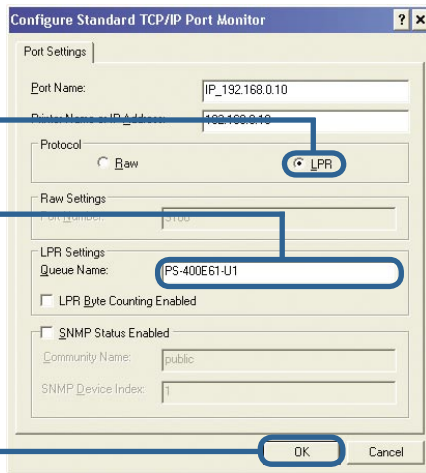 Configure Standard TCP/IP Port Monitor
Port Settings
Port Name: IP_192.168.0.10
Printer Name or IP Address: 192.168.0.10
Protocol
Raw LPR
Raw Settings
Port Number:
LPR Settings
Queue Name: PS-400E61-U1
LPR Byte Counting Enabled
SNMP Status Enabled
Community Name: public
SNMP Device Index: 1
OK Cancel